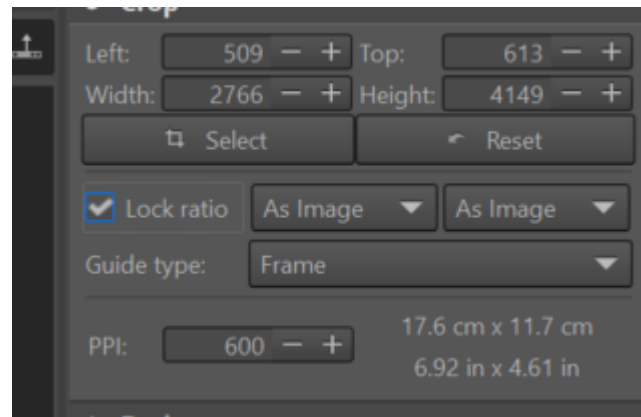 Crop
Left: 509 Top: 613
Width: 2766 Height: 4149
Select Reset
Lock ratio As Image As Image
Guide type: Frame
PPI: 600
17.6 cm x 11.7 cm
6.92 in x 4.61 in